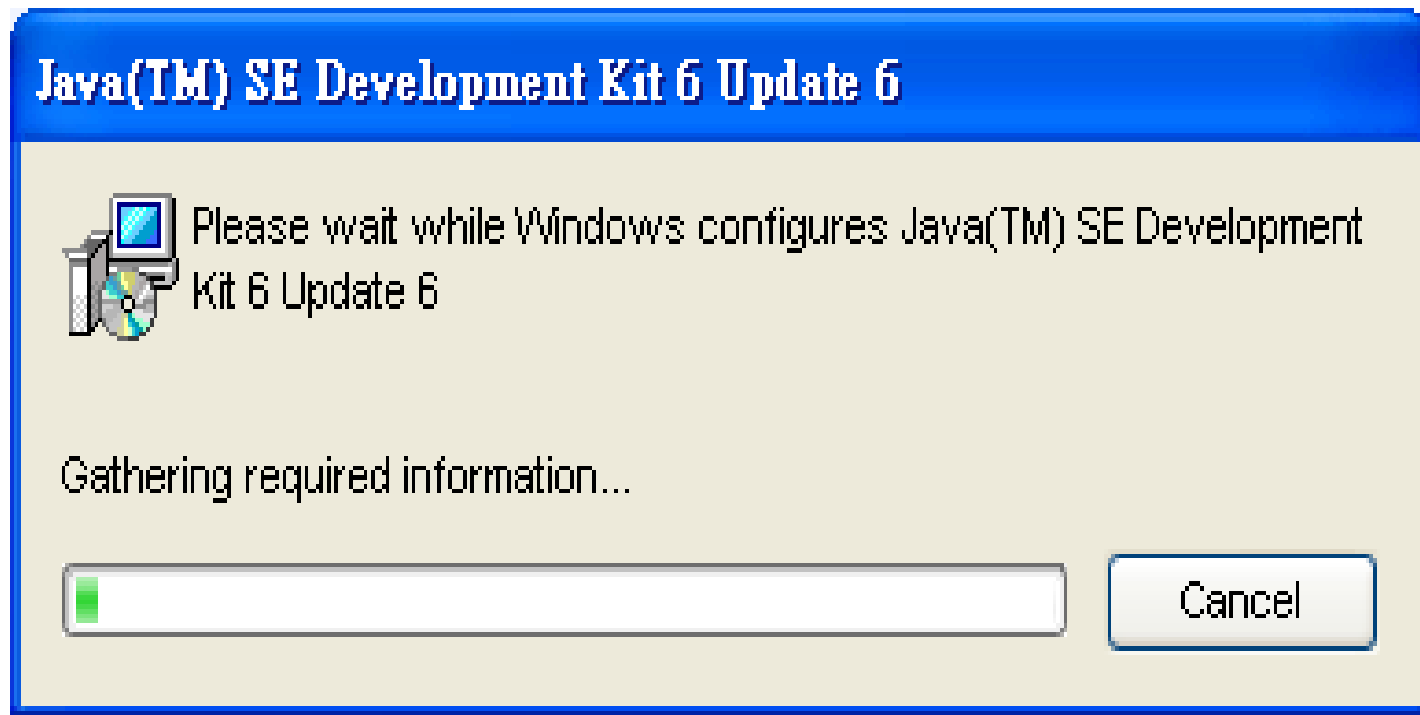 Java(TM) SE Development Kit 6 Update 6
Please wait while Windows configures Java(TM) SE Development
Kit 6 Update 6
Gathering required information...
Cancel